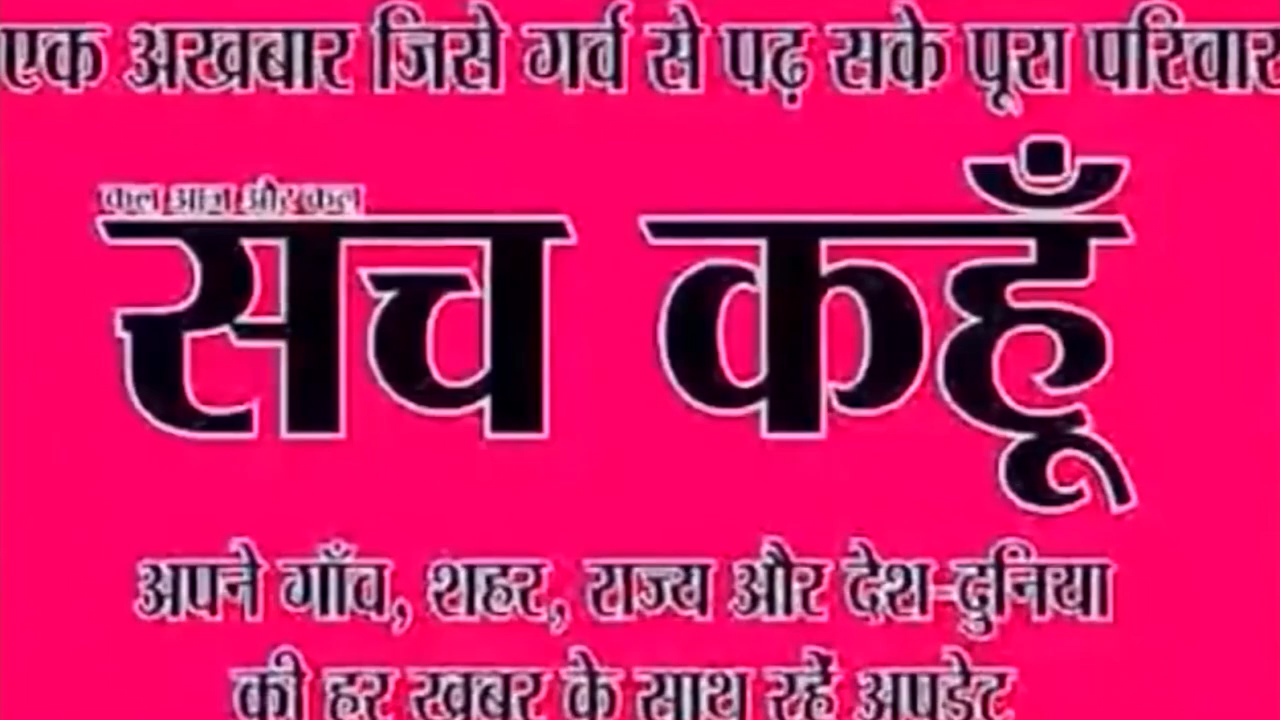 एक अखबार जिसे गर्व से पढ़ सके पूरा परिवार
कल आज और कल
सच कहूँ
अपने गाँव, शहर, राज्य और देश-दुनिया
की हर खबर के साथ रहें अपडेट